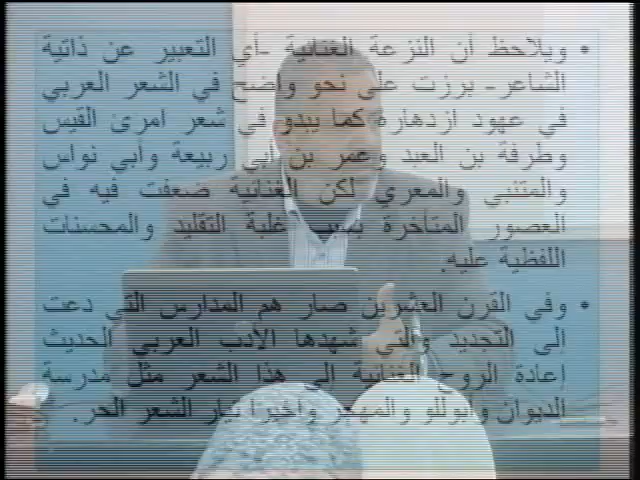 • ويلاحظ أن النزعة الغنائية -أي التعبير عن ذاتية
الشاعر- برزت على نحو واضح في الشعر العربي
في عهود ازدهاره كما يبدو في شعر امرئ القيس
وطرفة بن العبد وعمر بن أبي ربيعة وأبي نواس
والمتنبي والمعري لكن الغنائية ضعفت فيه في
العصور المتأخرة بسبب غلبة التقليد والمحسنات
اللفظية عليه.
• وفي القرن العشرين صار هم المدارس التي دعت
إلى التجديد والتي شهدها الأدب العربي الحديث
إعادة الروح الغنائية إلى هذا الشعر مثل مدرسة
الديوان وأبوللو والمهجر وأخيرا تيار الشعر الحر.